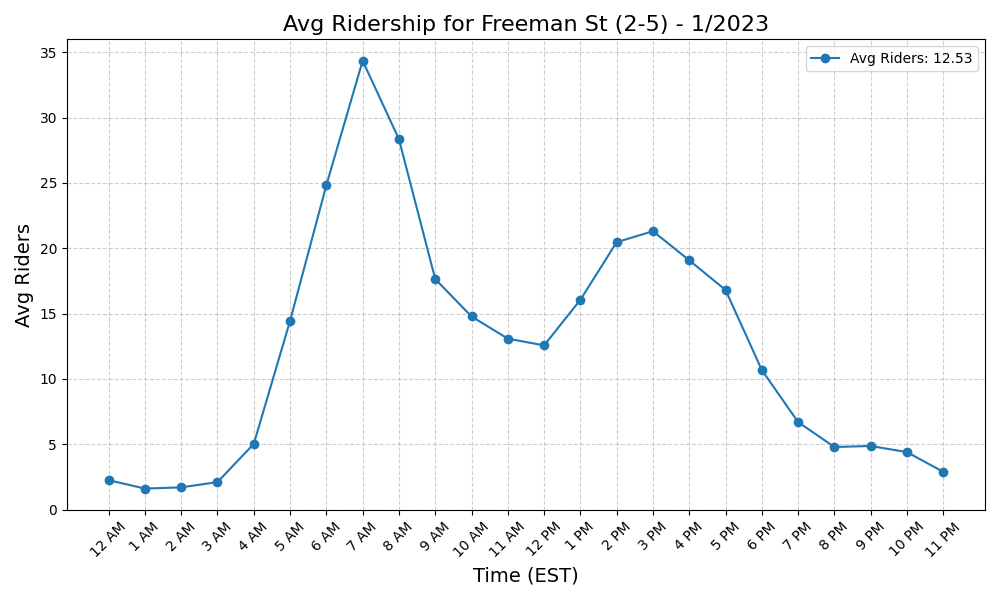 Avg Ridership for Freeman St (2-5) - 1/2023
Avg Riders: 12.53
Avg Riders
35
30
25
20
15
10
5
0
12 AM
1 AM
2 AM
3 AM
4 AM
5 AM
6 AM
7 AM
8 AM
9 AM
10 AM
11 AM
12 PM
1 PM
2 PM
3 PM
4 PM
5 PM
6 PM
7 PM
8 PM
9 PM
10 PM
11 PM
Time (EST)